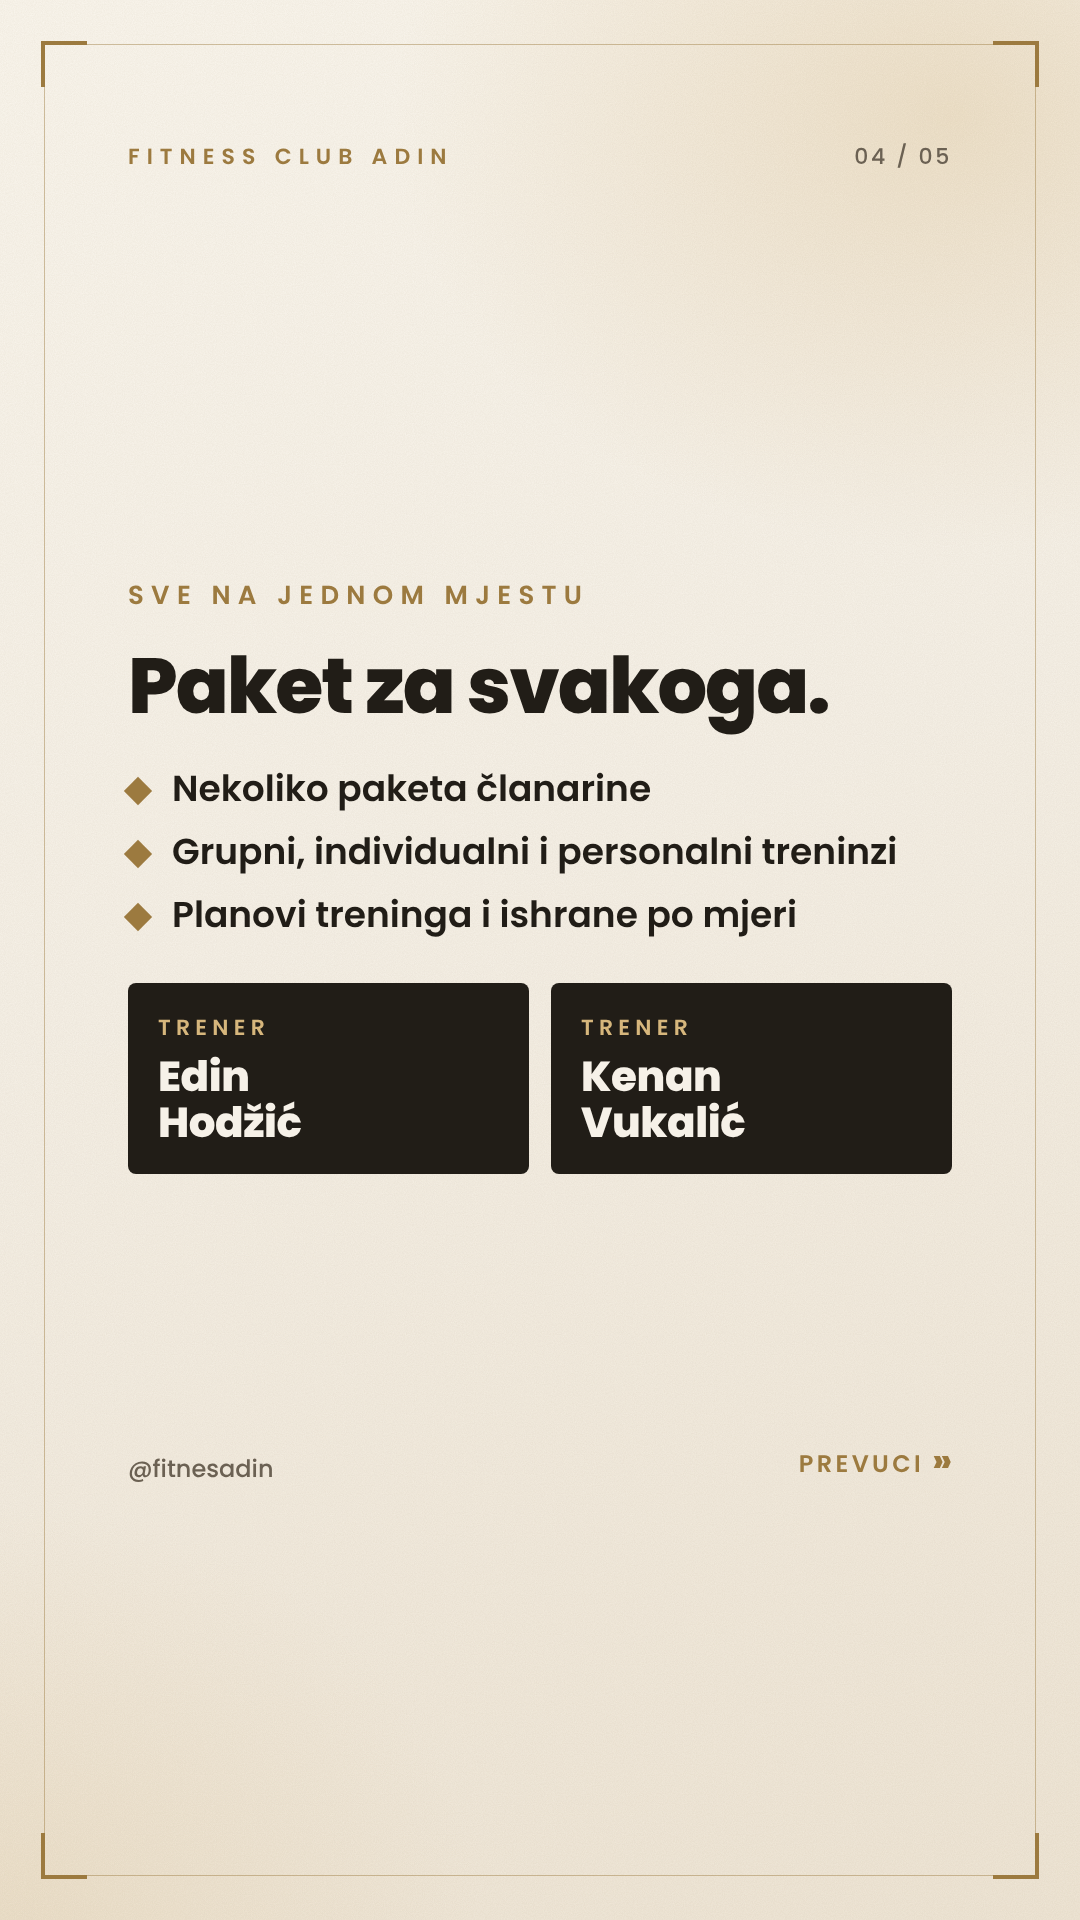 FITNESS CLUB ADIN
04 / 05
SVE NA JEDNOM MJESTU
Paket za svakoga.
Nekoliko paketa članarine
Grupni, individualni i personalni treninzi
Planovi treninga i ishrane po mjeri
TRENER
Edin
Hodžić
TRENER
Kenan
Vukalić
@fitnesadin
PREVUCI »